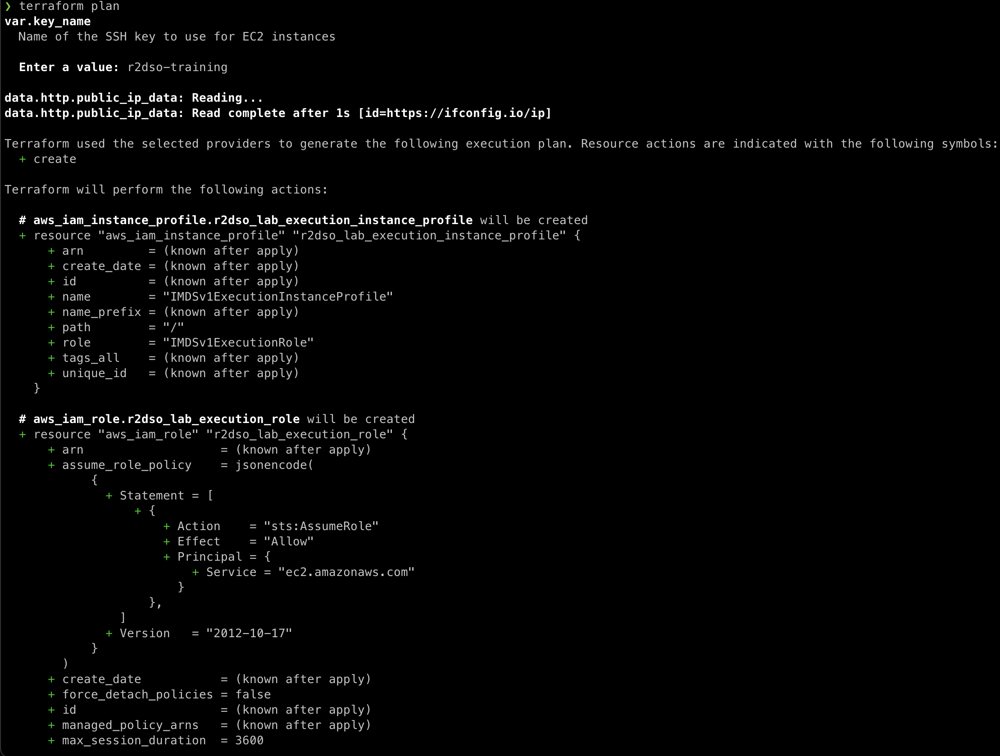 ❯ terraform plan
var.key_name
  Name of the SSH key to use for EC2 instances

  Enter a value: r2dso-training

data.http.public_ip_data: Reading...
data.http.public_ip_data: Read complete after 1s [id=https://ifconfig.io/ip]

Terraform used the selected providers to generate the following execution plan. Resource actions are indicated with the following symbols:
  + create

Terraform will perform the following actions:

  # aws_iam_instance_profile.r2dso_lab_execution_instance_profile will be created
  + resource "aws_iam_instance_profile" "r2dso_lab_execution_instance_profile" {
      + arn         = (known after apply)
      + create_date = (known after apply)
      + id          = (known after apply)
      + name        = "IMDSv1ExecutionInstanceProfile"
      + name_prefix = (known after apply)
      + path        = "/"
      + role        = "IMDSv1ExecutionRole"
      + tags_all    = (known after apply)
      + unique_id   = (known after apply)
    }

  # aws_iam_role.r2dso_lab_execution_role will be created
  + resource "aws_iam_role" "r2dso_lab_execution_role" {
      + arn                   = (known after apply)
      + assume_role_policy    = jsonencode(
            {
              + Statement = [
                  + {
                      + Action    = "sts:AssumeRole"
                      + Effect    = "Allow"
                      + Principal = {
                          + Service = "ec2.amazonaws.com"
                        }
                    },
                ]
              + Version   = "2012-10-17"
            }
        )
      + create_date           = (known after apply)
      + force_detach_policies = false
      + id                    = (known after apply)
      + managed_policy_arns   = (known after apply)
      + max_session_duration  = 3600